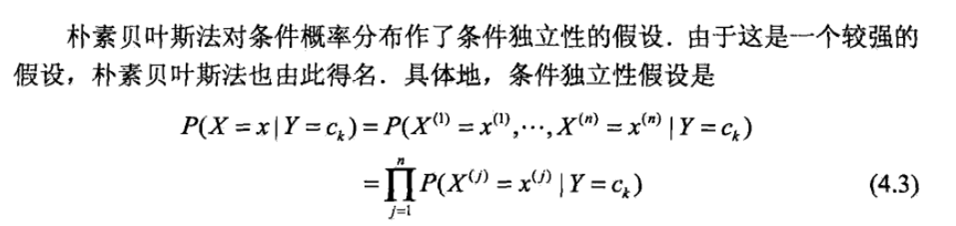 朴素贝叶斯法对条件概率分布作了条件独立性的假设．由于这是一个较强的
假设，朴素贝叶斯法也由此得名．具体地，条件独立性假设是
P(X = x | Y = c_k) = P(X^{(1)} = x^{(1)}, ⋯, X^{(n)} = x^{(n)} | Y = c_k)
= ∏_{j=1}^{n} P(X^{(j)} = x^{(j)} | Y = c_k) (4.3)